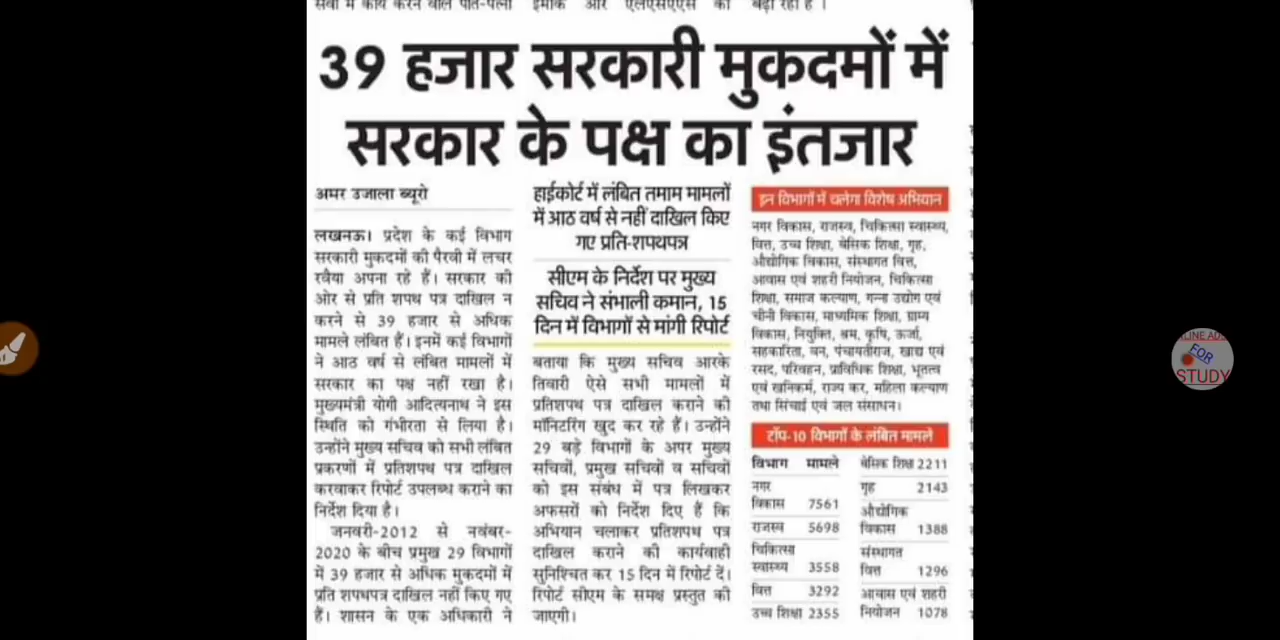 सेवा में कार्य करने वाले पति-पत्नी
इमाक और एलएसएएस का
बढ़ा रहा है ।
39 हजार सरकारी मुकदमों में
सरकार के पक्ष का इंतजार
अमर उजाला ब्यूरो
लखनऊ। प्रदेश के कई विभाग
सरकारी मुकदमों की पैरवी में लचर
रवैया अपना रहे हैं। सरकार की
ओर से प्रति शपथ पत्र दाखिल न
करने से 39 हजार से अधिक
मामले लंबित हैं। इनमें कई विभागों
ने आठ वर्ष से लंबित मामलों में
सरकार का पक्ष नहीं रखा है।
मुख्यमंत्री योगी आदित्यनाथ ने इस
स्थिति को गंभीरता से लिया है।
उन्होंने मुख्य सचिव को सभी लंबित
प्रकरणों में प्रतिशपथ पत्र दाखिल
करवाकर रिपोर्ट उपलब्ध कराने का
निर्देश दिया है।
जनवरी-2012 से नवंबर-
2020 के बीच प्रमुख 29 विभागों
में 39 हजार से अधिक मुकदमों में
प्रति शपथपत्र दाखिल नहीं किए गए
हैं। शासन के एक अधिकारी ने
हाईकोर्ट में लंबित तमाम मामलों
में आठ वर्ष से नहीं दाखिल किए
गए प्रति-शपथपत्र
सीएम के निर्देश पर मुख्य
सचिव ने संभाली कमान, 15
दिन में विभागों से मांगी रिपोर्ट
बताया कि मुख्य सचिव आरके
तिवारी ऐसे सभी मामलों में
प्रतिशपथ पत्र दाखिल कराने की
मॉनिटरिंग खुद कर रहे हैं। उन्होंने
29 बड़े विभागों के अपर मुख्य
सचिवों, प्रमुख सचिवों व सचिवों
को इस संबंध में पत्र लिखकर
अफसरों को निर्देश दिए हैं कि
अभियान चलाकर प्रतिशपथ पत्र
दाखिल कराने की कार्यवाही
सुनिश्चित कर 15 दिन में रिपोर्ट दें।
रिपोर्ट सीएम के समक्ष प्रस्तुत की
जाएगी।
इन विभागों में चलेगा विशेष अभियान
नगर विकास, राजस्व, चिकित्सा स्वास्थ्य,
वित्त, उच्च शिक्षा, बेसिक शिक्षा, गृह,
औद्योगिक विकास, संस्थागत वित्त,
आवास एवं शहरी नियोजन, चिकित्सा
शिक्षा, समाज कल्याण, गन्ना उद्योग एवं
चीनी विकास, माध्यमिक शिक्षा, ग्राम्य
विकास, नियुक्ति, श्रम, कृषि, ऊर्जा,
सहकारिता, वन, पंचायतीराज, खाद्य एवं
रसद, परिवहन, प्राविधिक शिक्षा, भूतत्व
एवं खनिकर्म, राज्य कर, महिला कल्याण
तथा सिंचाई एवं जल संसाधन।
टॉप-10 विभागों के लंबित मामले
विभाग मामले
नगर
विकास 7561
राजस्व 5698
चिकित्सा
स्वास्थ्य 3558
वित्त 3292
उच्च शिक्षा 2355
बेसिक शिक्षा 2211
गृह 2143
औद्योगिक
विकास 1388
संस्थागत
वित्त 1296
आवास एवं शहरी
नियोजन 1078
FOR
STUDY